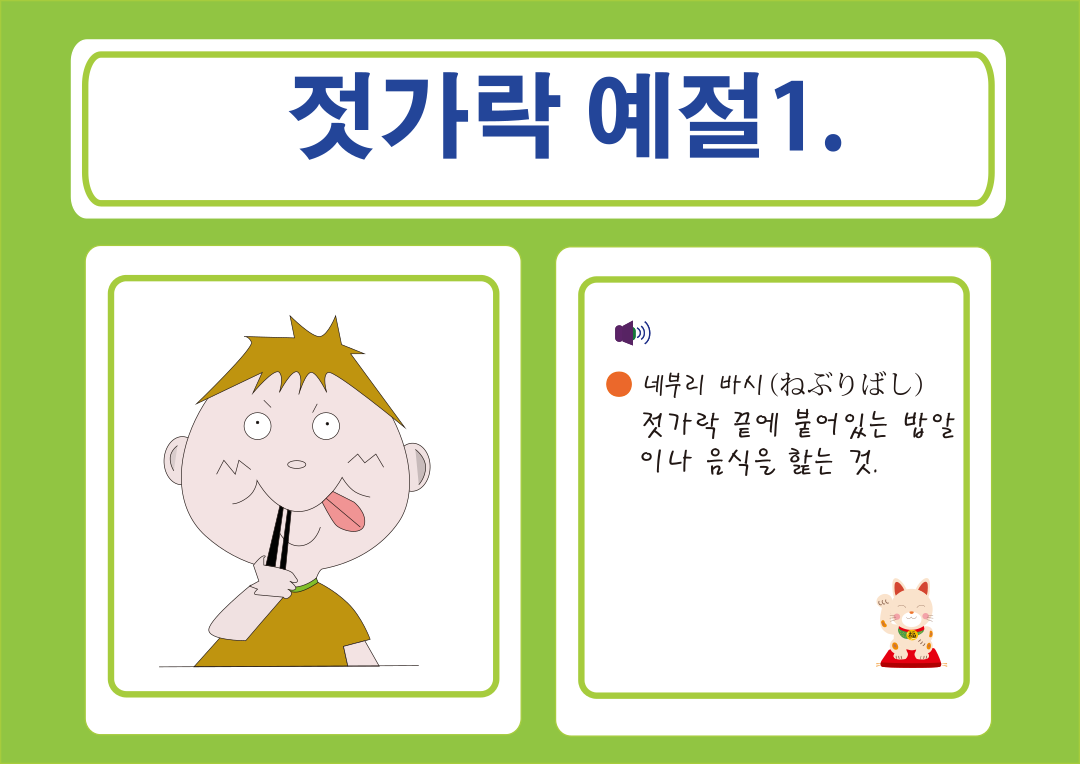 젓가락 예절1.
네부리 바시(ねぶりばし)
젓가락 끝에 붙어있는 밥알
이나 음식을 핥는 것.